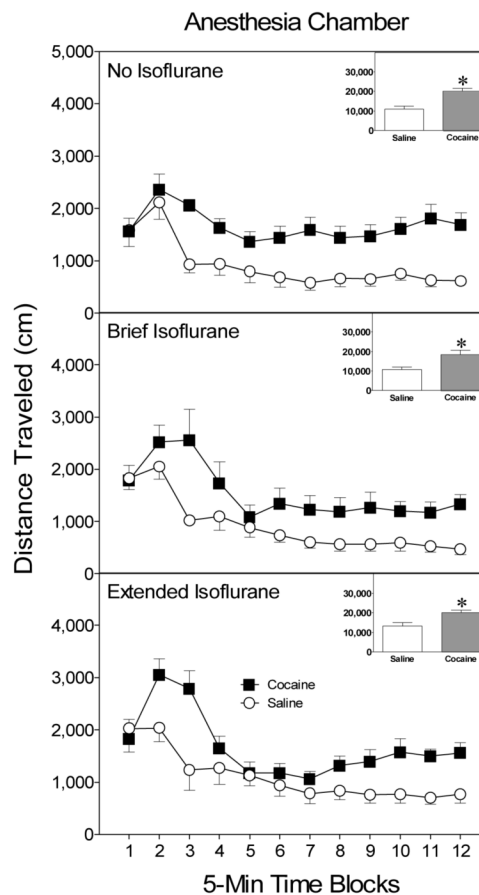 Anesthesia Chamber
Distance Traveled (cm)
5,000
4,000
3,000
2,000
1,000
0
No Isoflurane
30,000
20,000
10,000
0
*
Saline Cocaine
4,000
3,000
2,000
1,000
0
Brief Isoflurane
30,000
20,000
10,000
0
*
Saline Cocaine
4,000
3,000
2,000
1,000
0
Extended Isoflurane
30,000
20,000
10,000
0
*
Saline Cocaine
Cocaine
Saline
1 2 3 4 5 6 7 8 9 10 11 12
5-Min Time Blocks